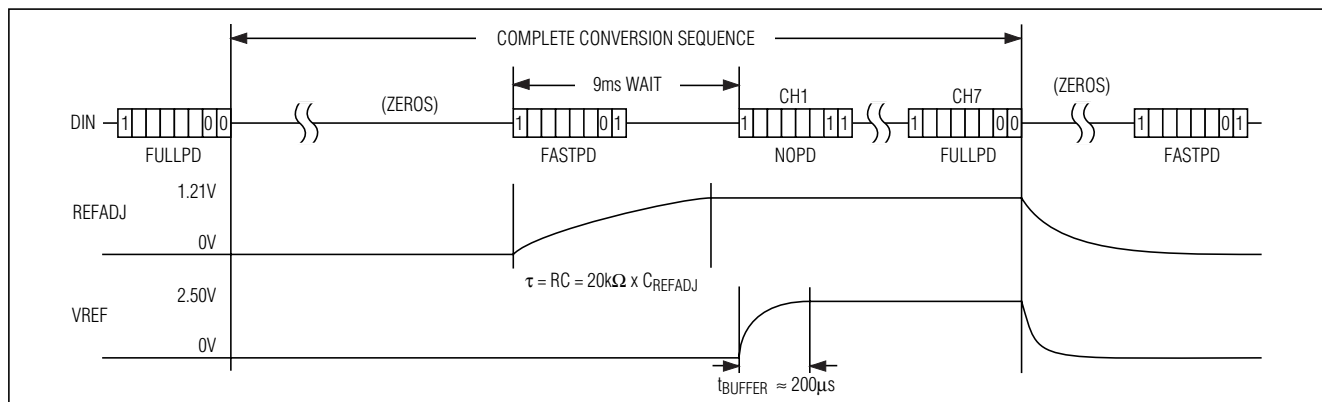 COMPLETE CONVERSION SEQUENCE
9ms WAIT
(ZEROS)
CH1
CH7
(ZEROS)
DIN
1 0 0
1 0 1
1 1 1
1 0 0
1 0 1
FULLPD
FASTPD
NOPD
FULLPD
FASTPD
REFADJ
1.21V
0V
τ = RC = 20kΩ x CREFADJ
VREF
2.50V
0V
tBUFFER ≈ 200μs